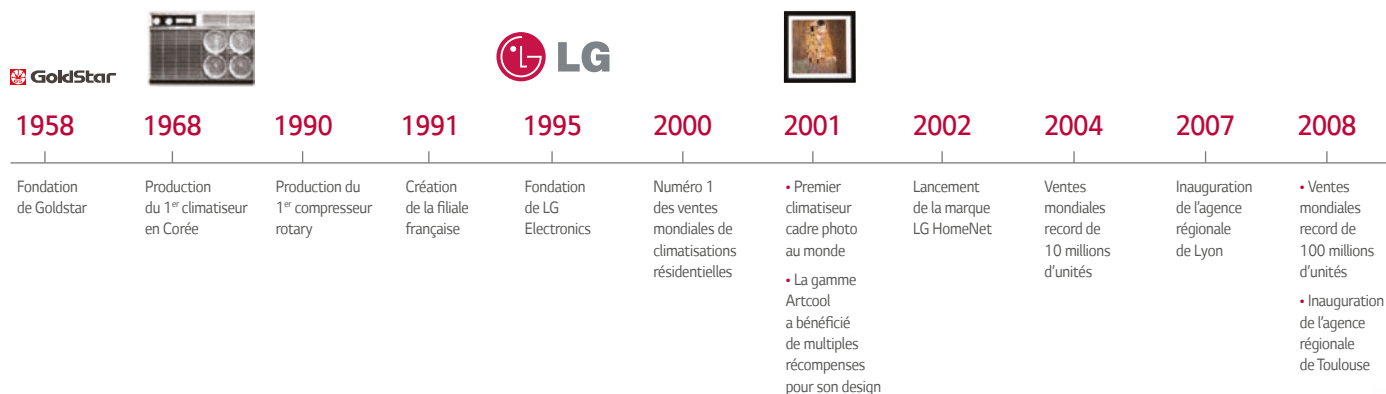 GoldStar
LG
1958
Fondation
de Goldstar
1968
Production
du 1er climatiseur
en Corée
1990
Production du
1er compresseur
rotary
1991
Création
de la filiale
française
1995
Fondation
de LG
Electronics
2000
Numéro 1
des ventes
mondiales de
climatisations
résidentielles
2001
• Premier
climatiseur
cadre photo
au monde
• La gamme
Artcool
a bénéficié
de multiples
récompenses
pour son design
2002
Lancement
de la marque
LG HomeNet
2004
Ventes
mondiales
record de
10 millions
d'unités
2007
Inauguration
de l'agence
régionale
de Lyon
2008
• Ventes
mondiales
record de
100 millions
d'unités
• Inauguration
de l'agence
régionale
de Toulouse